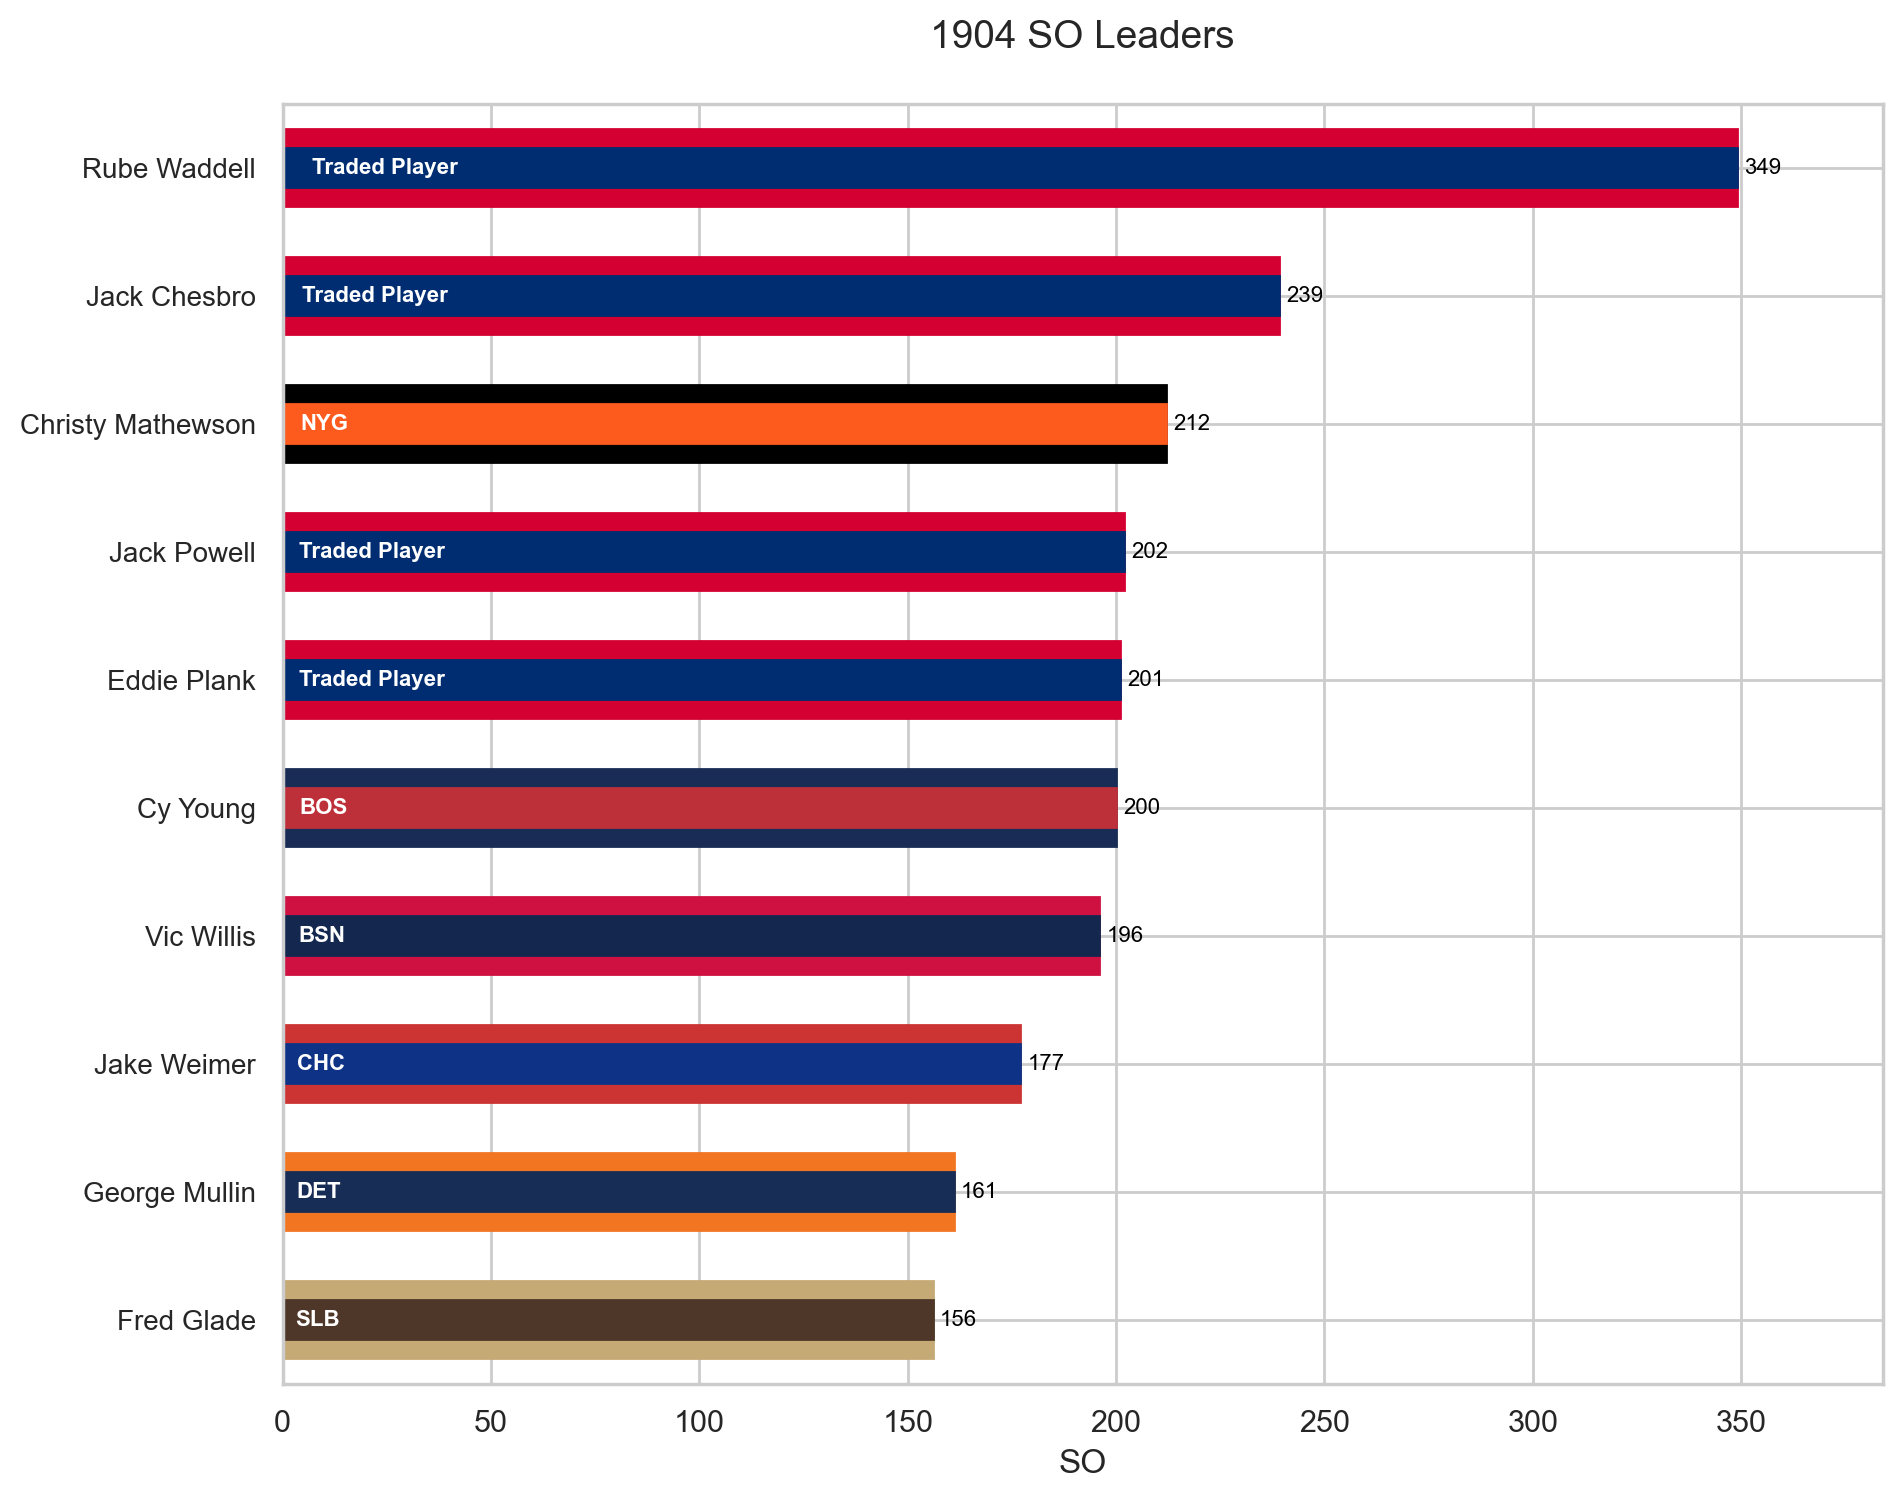 1904 SO Leaders
Rube Waddell Traded Player 349
Jack Chesbro Traded Player 239
Christy Mathewson NYG 212
Jack Powell Traded Player 202
Eddie Plank Traded Player 201
Cy Young BOS 200
Vic Willis BSN 196
Jake Weimer CHC 177
George Mullin DET 161
Fred Glade SLB 156
0 50 100 150 200 250 300 350
SO